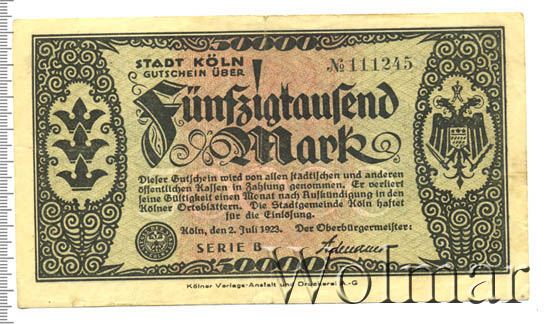 50000
STADT KÖLN
GUTSCHEIN ÜBER
№ 111245
Fünfzigtausend
Mark
Dieser Gutschein wird von allen städtischen und anderen
öffentlichen Kassen in Zahlung genommen. Er verliert
seine Gültigkeit einen Monat nach Aufkündigung in den
Kölner Ortsblättern. Die Stadtgemeinde Köln haftet
für die Einlösung.
Köln, den 2. Juli 1923. Der Oberbürgermeister:
SERIE B
50000
Kölner Verlags-Anstalt und Druckerei A.-G
Wolmar